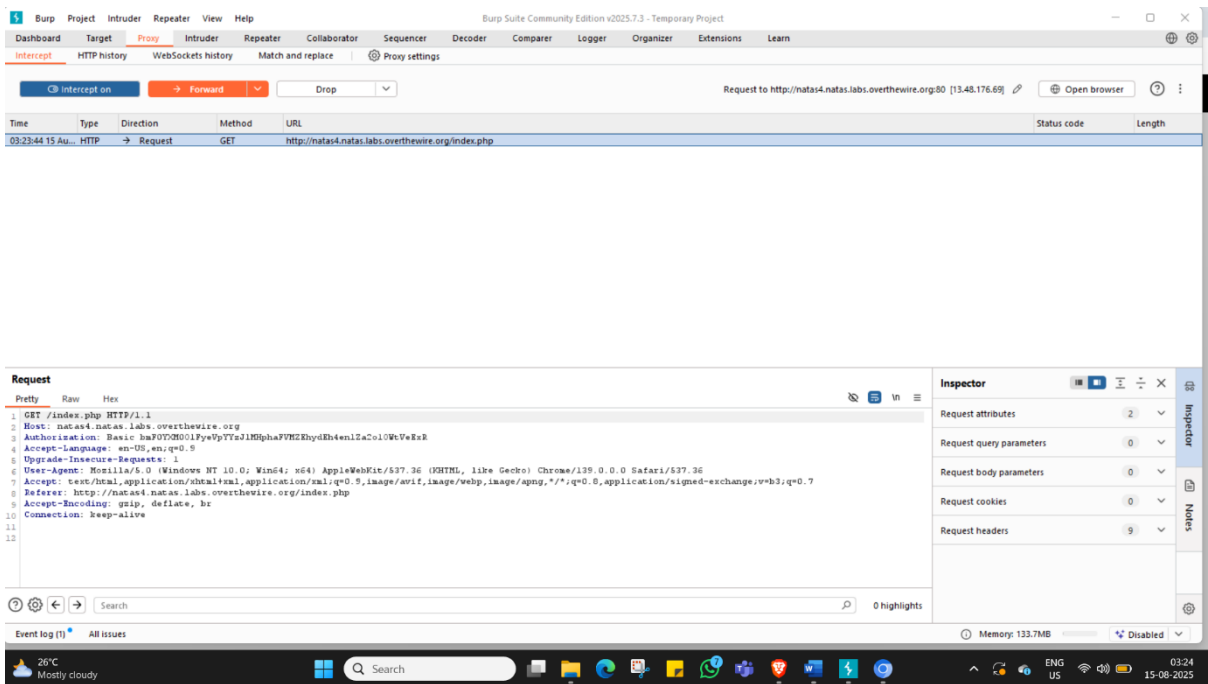 Burp Project Intruder Repeater View Help Burp Suite Community Edition v2025.7.3 - Temporary Project
Dashboard Target Proxy Intruder Repeater Collaborator Sequencer Decoder Comparer Logger Organizer Extensions Learn
Intercept HTTP history WebSockets history Match and replace Proxy settings
Intercept on → Forward Drop Request to http://natas4.natas.labs.overthewire.org:80 [13.48.176.69] Open browser
Time Type Direction Method URL Status code Length
03:23:44 15 Au... HTTP → Request GET http://natas4.natas.labs.overthewire.org/index.php
Request
Pretty Raw Hex \n
1 GET /index.php HTTP/1.1
2 Host: natas4.natas.labs.overthewire.org
3 Authorization: Basic
4 Accept-Language: en-US,en;q=0.9
5 Upgrade-Insecure-Requests: 1
6 User-Agent: Mozilla/5.0 (Windows NT 10.0; Win64; x64) AppleWebKit/537.36 (KHTML, like Gecko) Chrome/139.0.0.0 Safari/537.36
7 Accept: text/html,application/xhtml+xml,application/xml;q=0.9,image/avif,image/webp,image/apng,*/*;q=0.8,application/signed-exchange;v=b3;q=0.7
8 Referer: http://natas4.natas.labs.overthewire.org/index.php
9 Accept-Encoding: gzip, deflate, br
10 Connection: keep-alive
11
12
Inspector
Request attributes 2
Request query parameters 0
Request body parameters 0
Request cookies 0
Request headers 9
Inspector
Notes
Search 0 highlights
Event log (1) All issues Memory: 133.7MB Disabled
26°C
Mostly cloudy
Search
ENG
US
03:24
15-08-2025